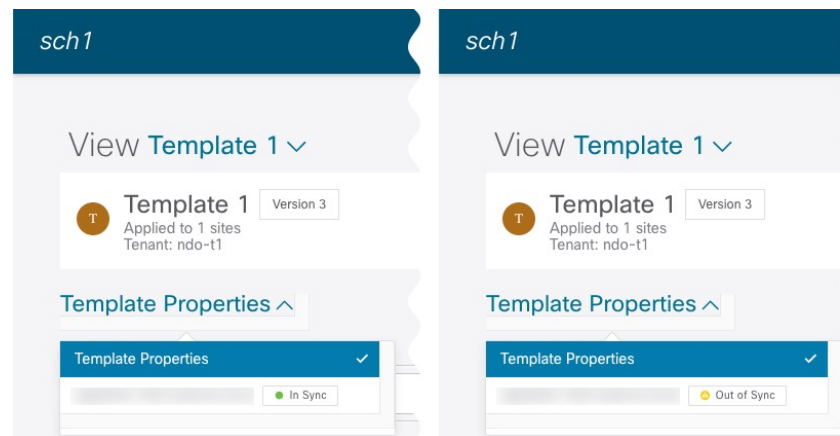 sch1
View Template 1
T
Template 1 Version 3
Applied to 1 sites
Tenant: ndo-t1
Template Properties
Template Properties
In Sync
sch1
View Template 1
T
Template 1 Version 3
Applied to 1 sites
Tenant: ndo-t1
Template Properties
Template Properties
Out of Sync